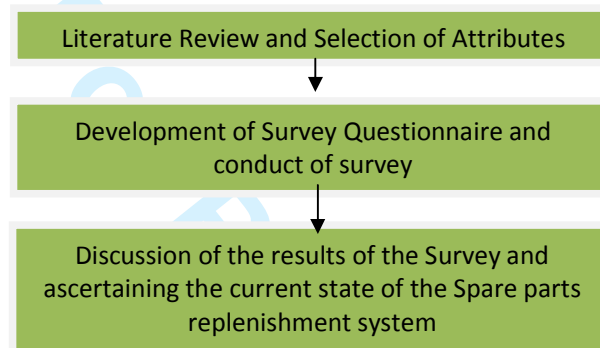 Literature Review and Selection of Attributes
Development of Survey Questionnaire and
conduct of survey
Discussion of the results of the Survey and
ascertaining the current state of the Spare parts
replenishment system